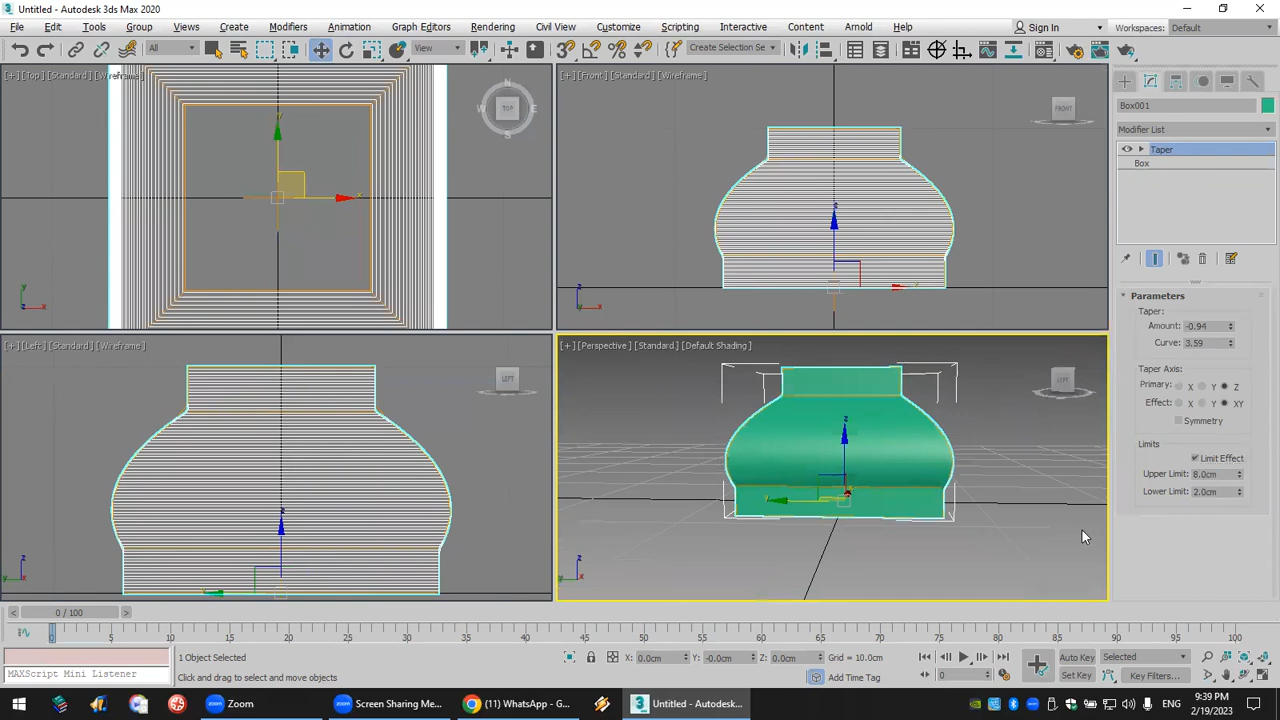 Untitled - Autodesk 3ds Max 2020
File Edit Tools Group Views Create Modifiers Animation Graph Editors Rendering Civil View Customize Scripting Interactive Content Arnold Help Sign In Workspaces: Default
All View Create Selection Se
[+] [Top] [Standard] [Wireframe]
[+] [Front] [Standard] [Wireframe]
N W E S TOP
FRONT
Box001
Modifier List
Taper
Box
y x
z x
[+] [Left] [Standard] [Wireframe]
[+] [Perspective] [Standard] [Default Shading]
LEFT
LEFT
Parameters
Taper:
Amount: -0.94
Curve: 3.59
Taper Axis:
Primary: X Y Z
Effect: X Y XY
Symmetry
Limits
Limit Effect
Upper Limit: 8.0cm
Lower Limit: 2.0cm
0 / 100
0 5 10 15 20 25 30 35 40 45 50 55 60 65 70 75 80 85 90 95 100
1 Object Selected
X: 0.0cm Y: -0.0cm Z: 0.0cm Grid = 10.0cm
Auto Key Selected
MAXScript Mini Listener
Click and drag to select and move objects
Add Time Tag
0
Set Key Key Filters...
Zoom
Screen Sharing Me...
(11) WhatsApp - G...
Untitled - Autodesk...
ENG
9:39 PM
2/19/2023